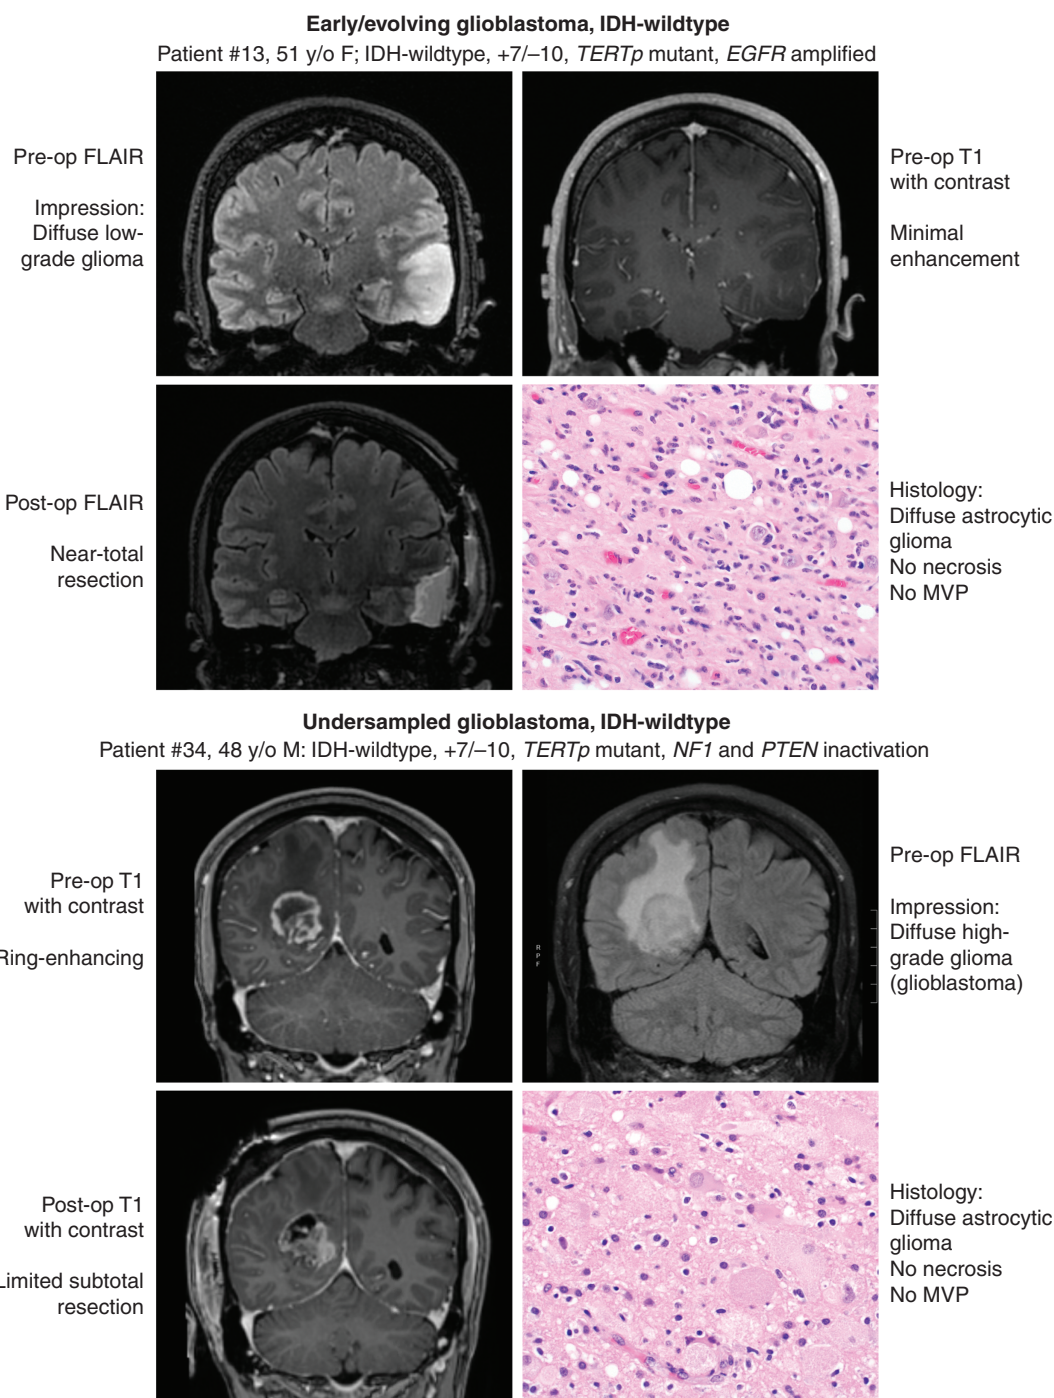 Early/evolving glioblastoma, IDH-wildtype
Patient #13, 51 y/o F; IDH-wildtype, +7/–10, TERTp mutant, EGFR amplified
Pre-op FLAIR
Impression:
Diffuse low-
grade glioma
Pre-op T1
with contrast
Minimal
enhancement
Post-op FLAIR
Near-total
resection
Histology:
Diffuse astrocytic
glioma
No necrosis
No MVP
Undersampled glioblastoma, IDH-wildtype
Patient #34, 48 y/o M: IDH-wildtype, +7/–10, TERTp mutant, NF1 and PTEN inactivation
Pre-op T1
with contrast
Ring-enhancing
R
P
F
Pre-op FLAIR
Impression:
Diffuse high-
grade glioma
(glioblastoma)
Post-op T1
with contrast
Limited subtotal
resection
Histology:
Diffuse astrocytic
glioma
No necrosis
No MVP